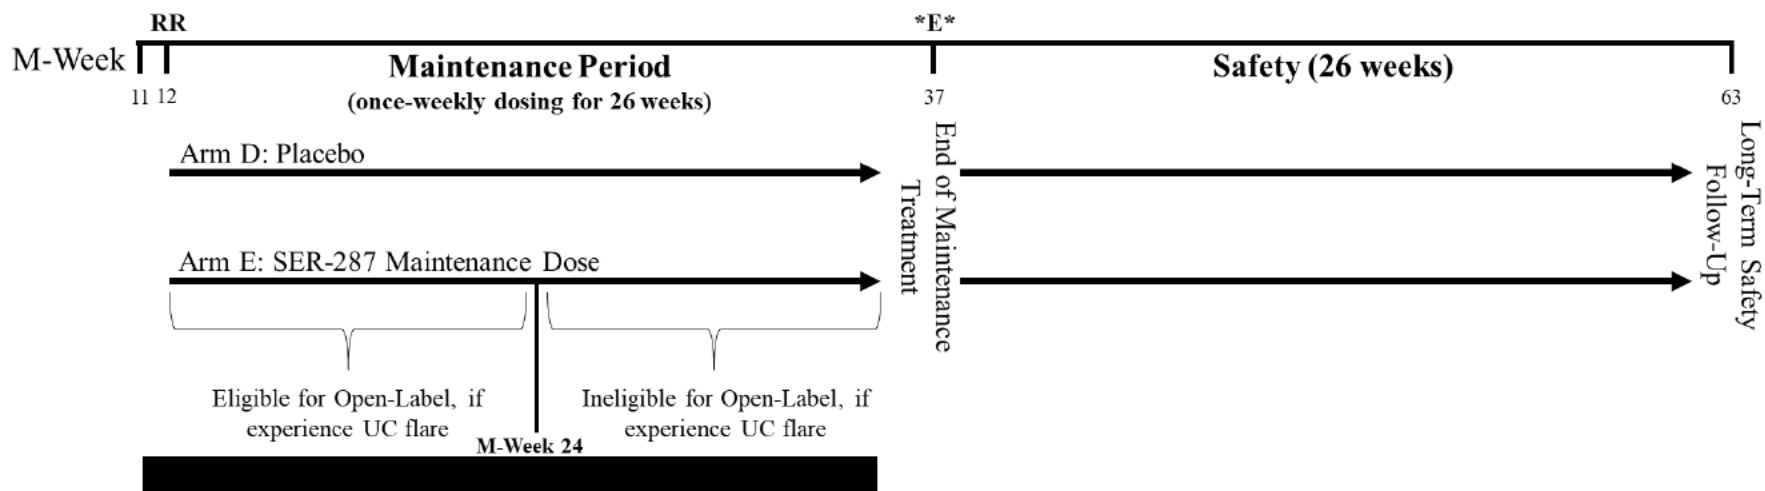 RR
*E*
M-Week
Maintenance Period
Safety (26 weeks)
11 12
(once-weekly dosing for 26 weeks)
37
63
Arm D: Placebo
Arm E: SER-287 Maintenance Dose
End of Maintenance
Treatment
Long-Term Safety
Follow-Up
Eligible for Open-Label, if
experience UC flare
Ineligible for Open-Label, if
experience UC flare
M-Week 24